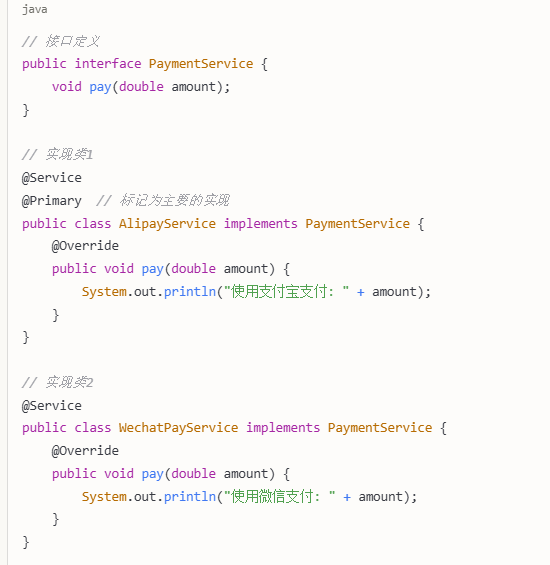 java
// 接口定义
public interface PaymentService {
    void pay(double amount);
}

// 实现类1
@Service
@Primary  // 标记为主要的实现
public class AlipayService implements PaymentService {
    @Override
    public void pay(double amount) {
        System.out.println("使用支付宝支付: " + amount);
    }
}

// 实现类2
@Service
public class WechatPayService implements PaymentService {
    @Override
    public void pay(double amount) {
        System.out.println("使用微信支付: " + amount);
    }
}